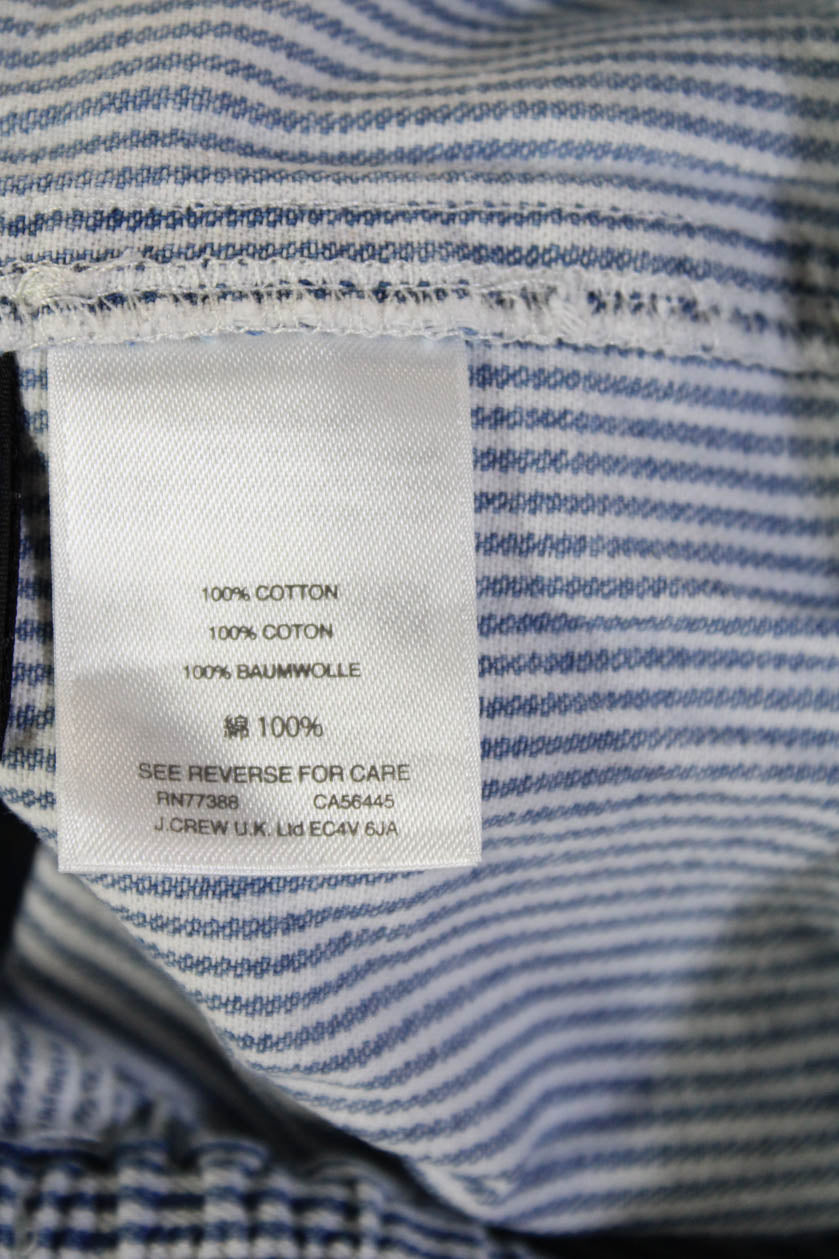 100% COTTON
100% COTON
100% BAUMWOLLE
綿 100%
SEE REVERSE FOR CARE
RN77388 CA56445
J.CREW U.K. Ltd EC4V 6JA